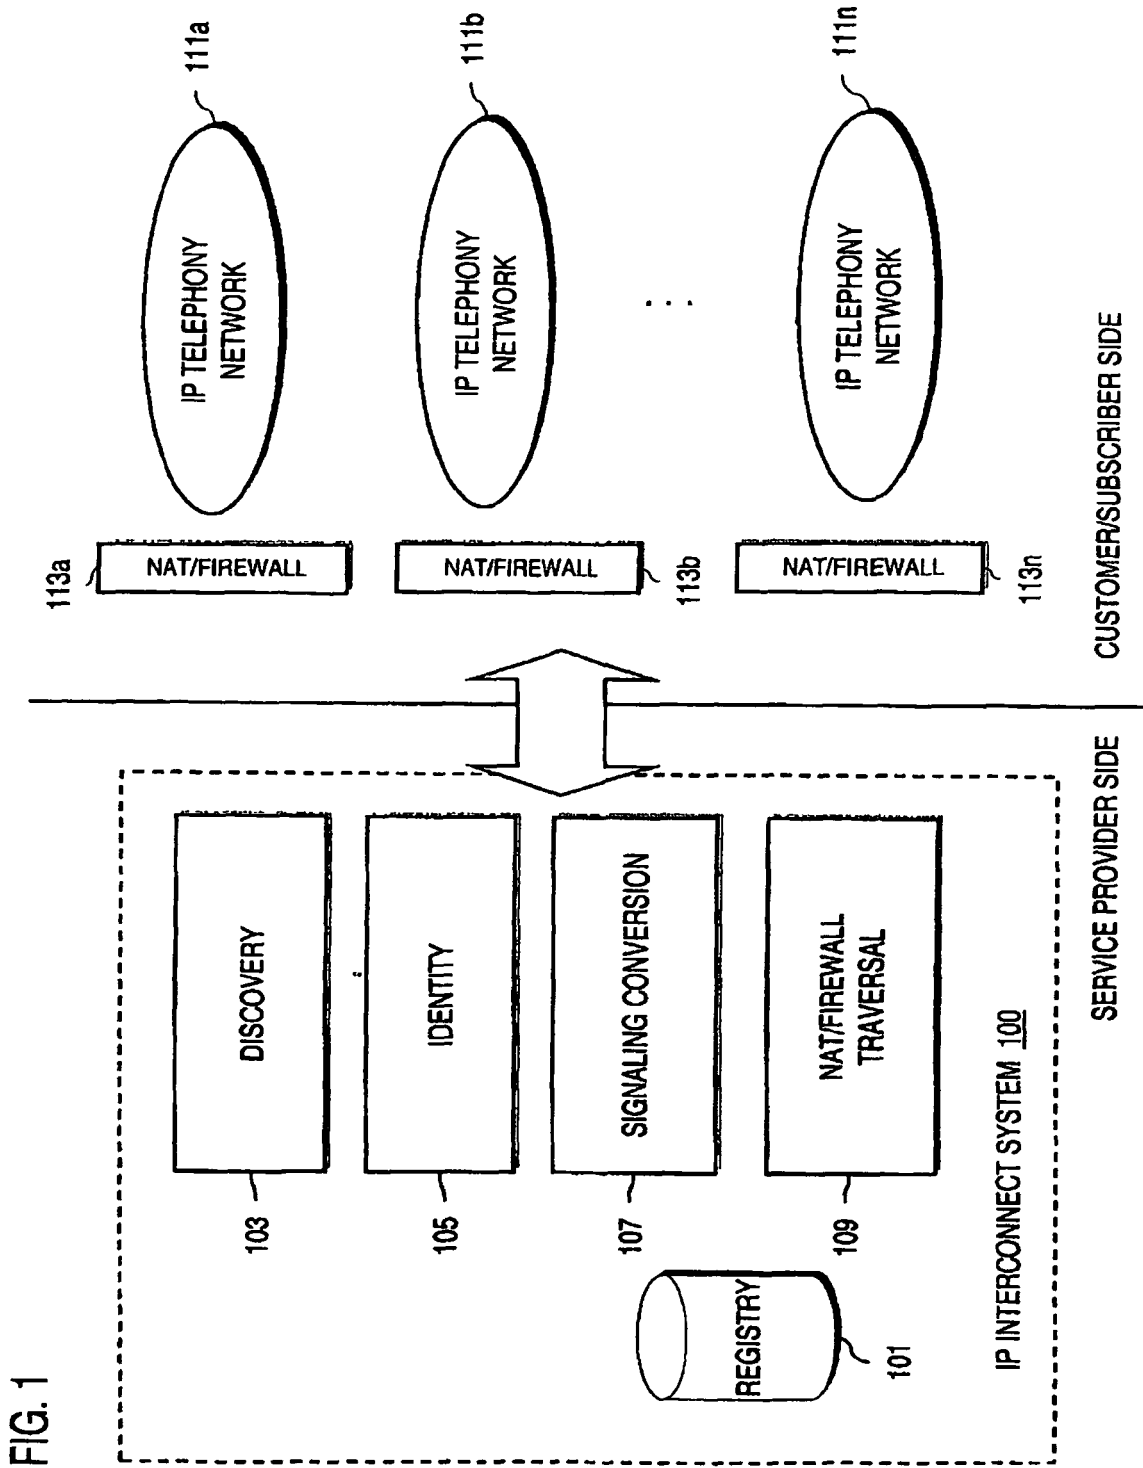 FIG. 1
REGISTRY
101
103
DISCOVERY
105
IDENTITY
107
SIGNALING CONVERSION
109
NAT/FIREWALL
TRAVERSAL
IP INTERCONNECT SYSTEM 100
SERVICE PROVIDER SIDE
113a
NAT/FIREWALL
NAT/FIREWALL
113b
NAT/FIREWALL
113n
IP TELEPHONY
NETWORK
111a
IP TELEPHONY
NETWORK
111b
. . .
IP TELEPHONY
NETWORK
111n
CUSTOMER/SUBSCRIBER SIDE